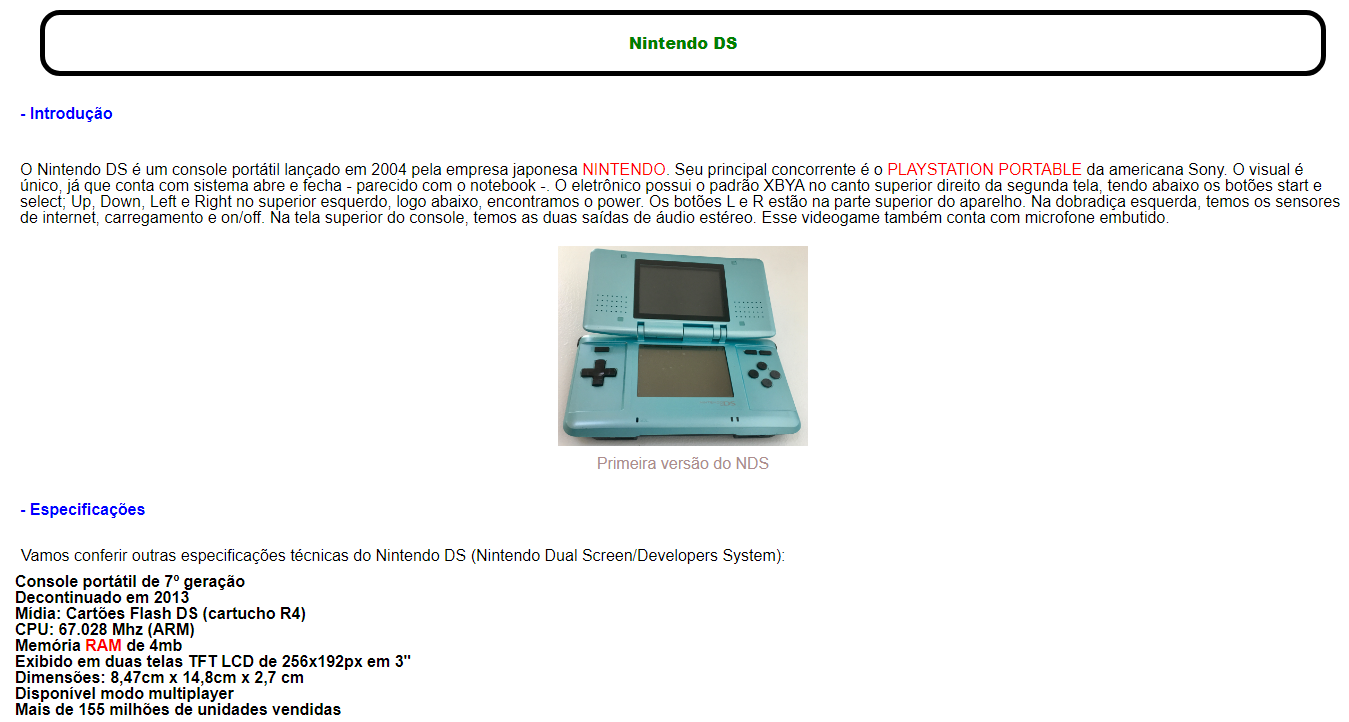 Nintendo DS
- Introdução
O Nintendo DS é um console portátil lançado em 2004 pela empresa japonesa NINTENDO. Seu principal concorrente é o PLAYSTATION PORTABLE da americana Sony. O visual é
único, já que conta com sistema abre e fecha - parecido com o notebook -. O eletrônico possui o padrão XBYA no canto superior direito da segunda tela, tendo abaixo os botões start e
select; Up, Down, Left e Right no superior esquerdo, logo abaixo, encontramos o power. Os botões L e R estão na parte superior do aparelho. Na dobradiça esquerda, temos os sensores
de internet, carregamento e on/off. Na tela superior do console, temos as duas saídas de áudio estéreo. Esse videogame também conta com microfone embutido.
Primeira versão do NDS
- Especificações
Vamos conferir outras especificações técnicas do Nintendo DS (Nintendo Dual Screen/Developers System):
Console portátil de 7º geração
Decontinuado em 2013
Mídia: Cartões Flash DS (cartucho R4)
CPU: 67.028 Mhz (ARM)
Memória RAM de 4mb
Exibido em duas telas TFT LCD de 256x192px em 3"
Dimensões: 8,47cm x 14,8cm x 2,7 cm
Disponível modo multiplayer
Mais de 155 milhões de unidades vendidas